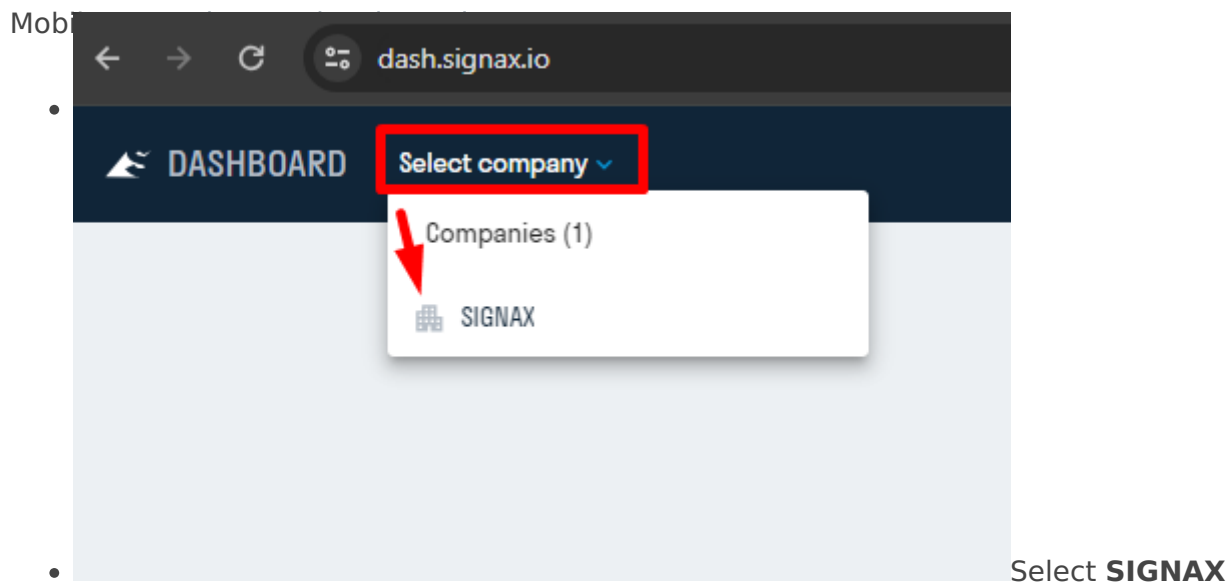 dash.signax.io
DASHBOARD Select company
Companies (1)
SIGNAX
Select SIGNAX